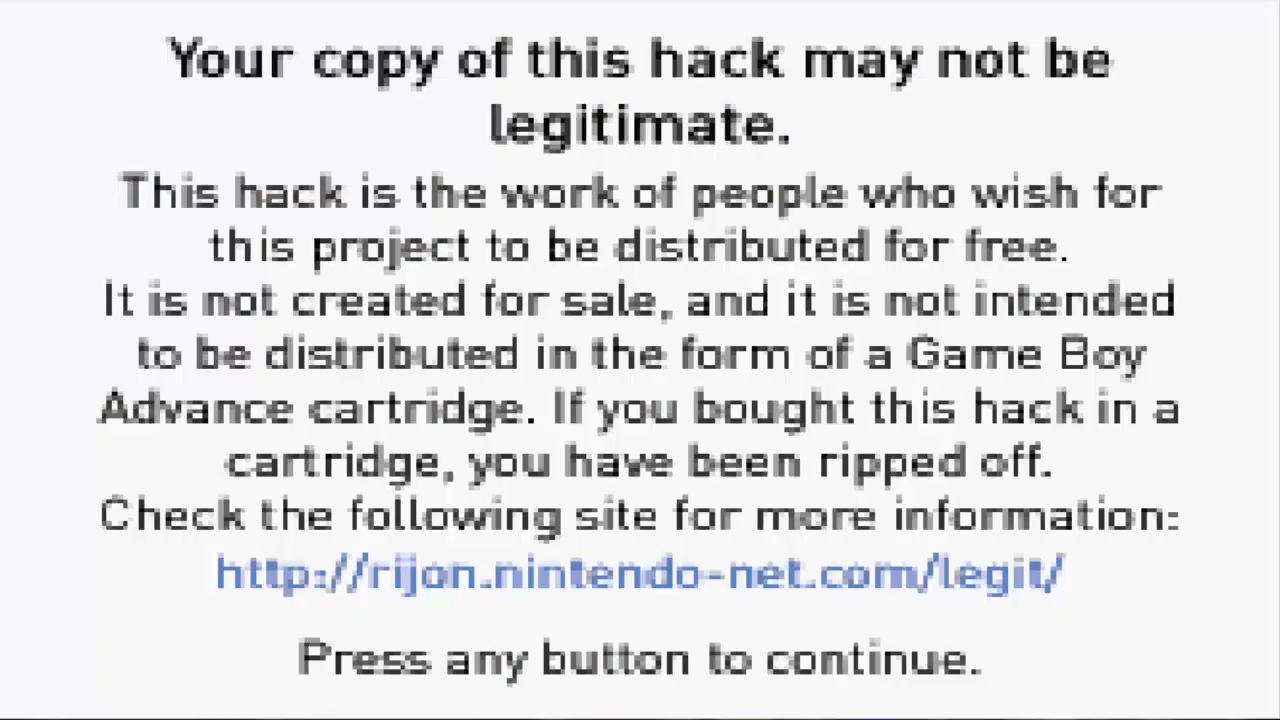 Your copy of this hack may not be
legitimate.
This hack is the work of people who wish for
this project to be distributed for free.
It is not created for sale, and it is not intended
to be distributed in the form of a Game Boy
Advance cartridge. If you bought this hack in a
cartridge, you have been ripped off.
Check the following site for more information:
http://rijon.nintendo-net.com/legit/
Press any button to continue.